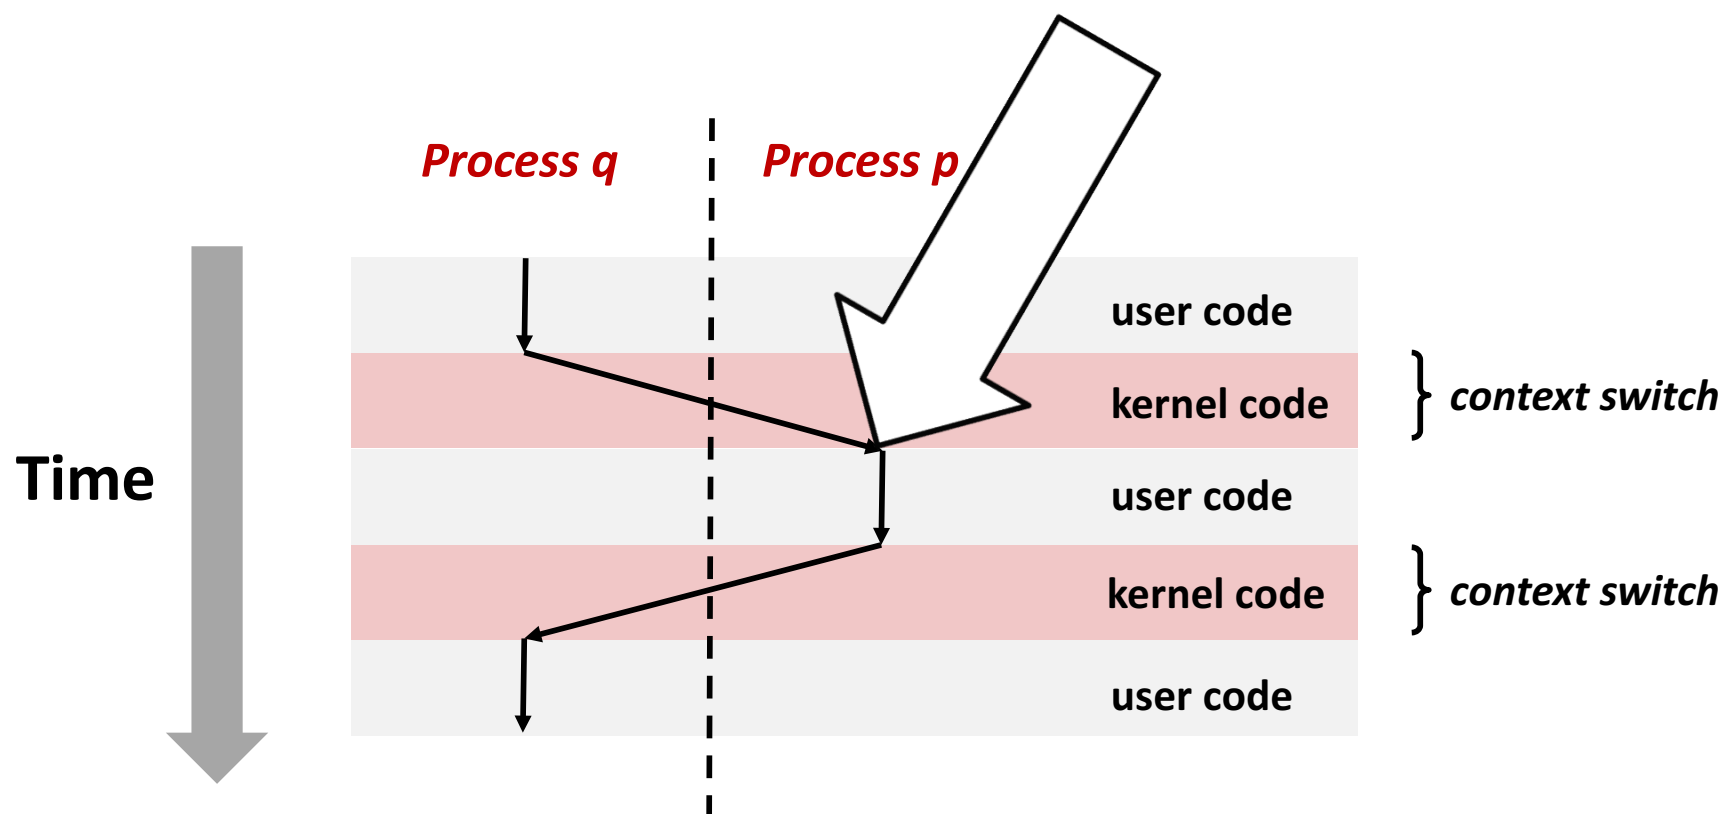 Process q
Process p
user code
kernel code
context switch
Time
user code
kernel code
context switch
user code